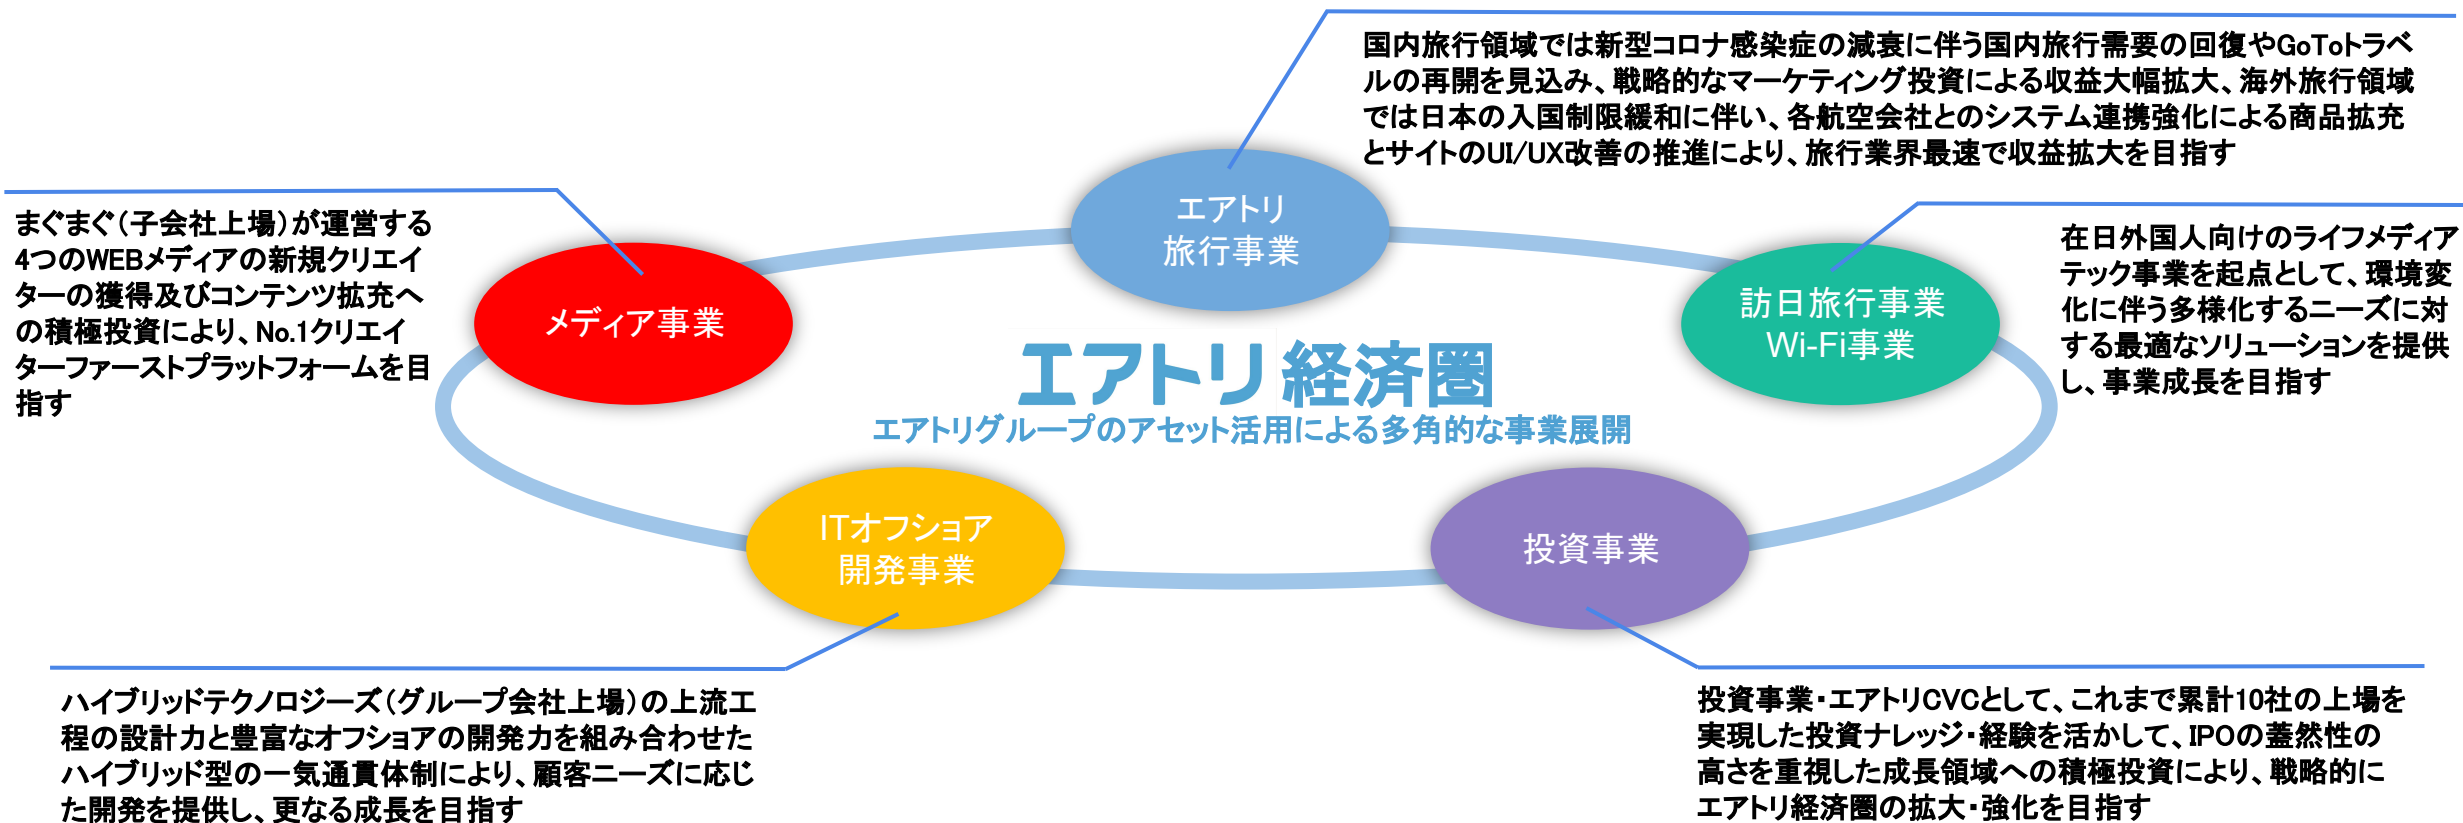 国内旅行領域では新型コロナ感染症の減衰に伴う国内旅行需要の回復やGoToトラベ
ルの再開を見込み、戦略的なマーケティング投資による収益大幅拡大、海外旅行領域
では日本の入国制限緩和に伴い、各航空会社とのシステム連携強化による商品拡充
とサイトのUI/UX改善の推進により、旅行業界最速で収益拡大を目指す
エアトリ
旅行事業
まぐまぐ（子会社上場）が運営する
4つのWEBメディアの新規クリエイ
ターの獲得及びコンテンツ拡充へ
の積極投資により、No.1クリエイ
ターファーストプラットフォームを目
指す
メディア事業
訪日旅行事業
Wi-Fi事業
在日外国人向けのライフメディア
テック事業を起点として、環境変
化に伴う多様化するニーズに対
する最適なソリューションを提供
し、事業成長を目指す
エアトリ経済圏
エアトリグループのアセット活用による多角的な事業展開
ITオフショア
開発事業
投資事業
ハイブリッドテクノロジーズ（グループ会社上場）の上流工
程の設計力と豊富なオフショアの開発力を組み合わせた
ハイブリッド型の一気通貫体制により、顧客ニーズに応じ
た開発を提供し、更なる成長を目指す
投資事業・エアトリCVCとして、これまで累計10社の上場を
実現した投資ナレッジ・経験を活かして、IPOの蓋然性の
高さを重視した成長領域への積極投資により、戦略的に
エアトリ経済圏の拡大・強化を目指す